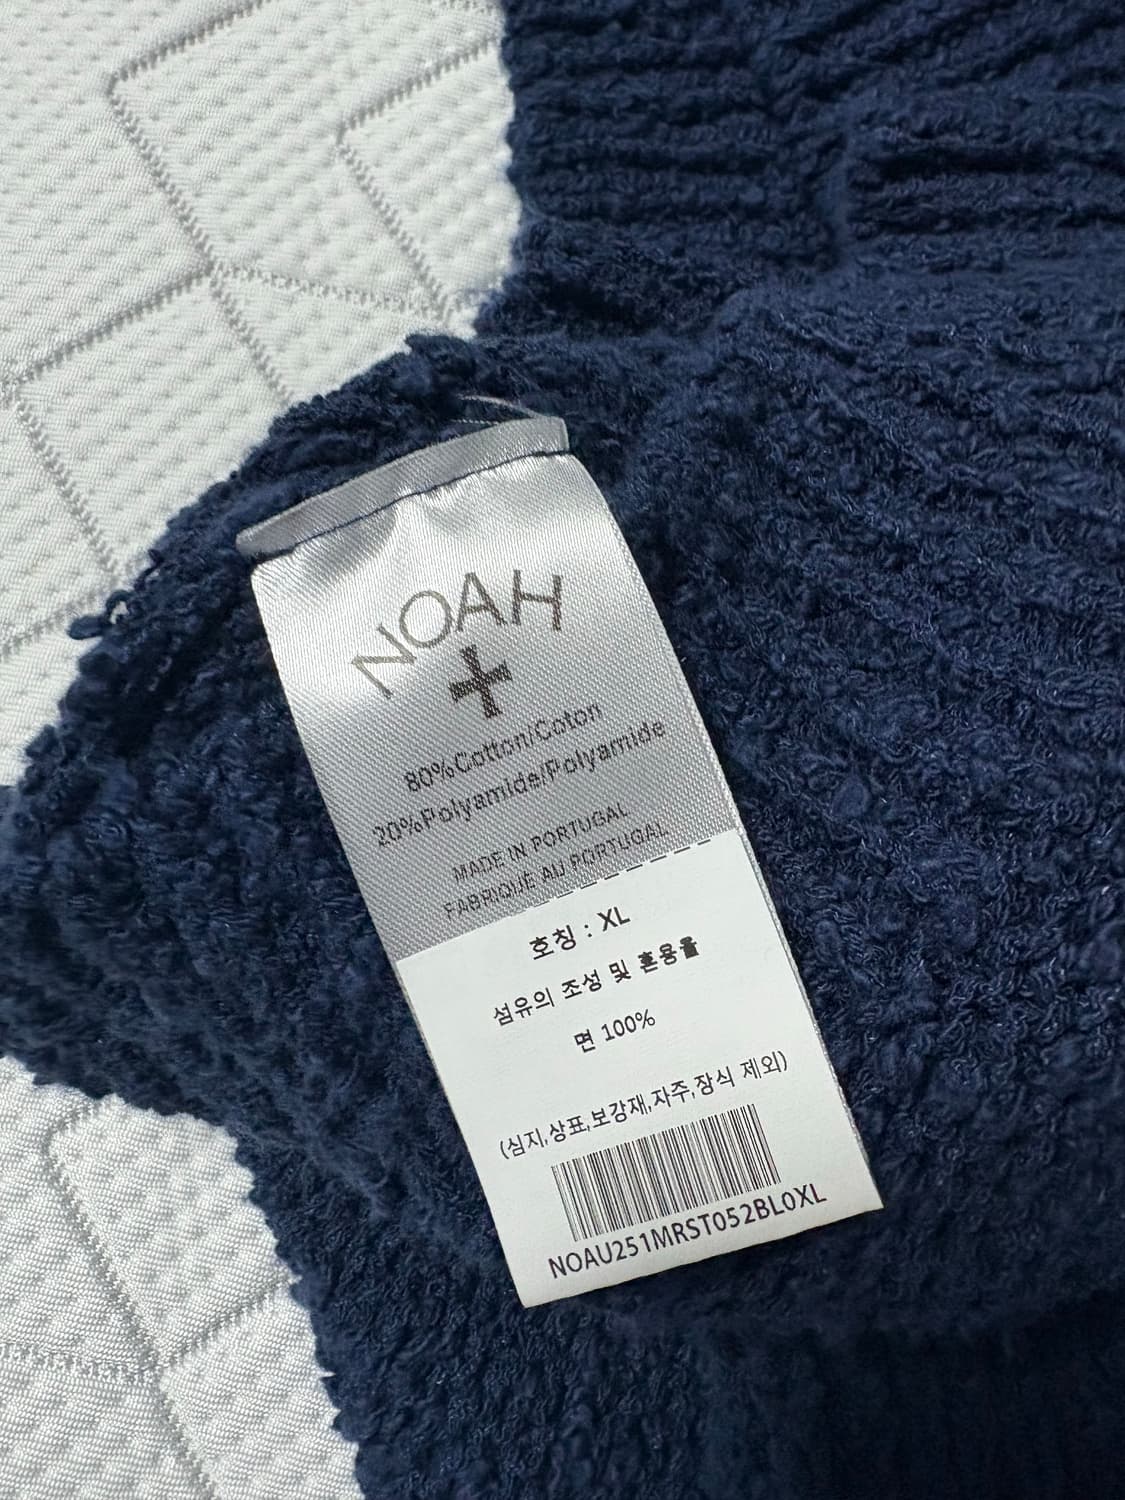 NOAH
80%Cotton/Coton
20%Polyamide/Polyamide
MADE IN PORTUGAL
FABRIQUÉ AU PORTUGAL
호칭 : XL
섬유의 조성 및 혼용율
면 100%
(심지,상표,보강재,자주,장식 제외)
NOAU251MRST052BL0XL